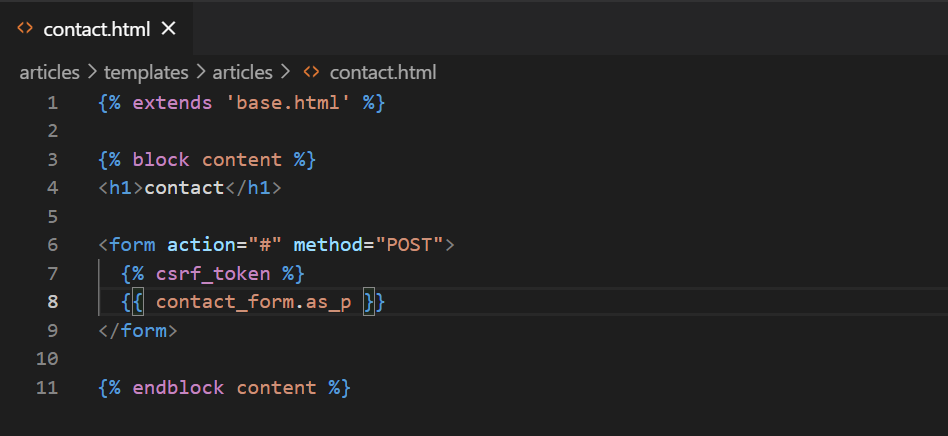 contact.html
articles > templates > articles > contact.html
1 {% extends 'base.html' %}
2
3 {% block content %}
4 <h1>contact</h1>
5
6 <form action="#" method="POST">
7 {% csrf_token %}
8 {{ contact_form.as_p }}
9 </form>
10
11 {% endblock content %}